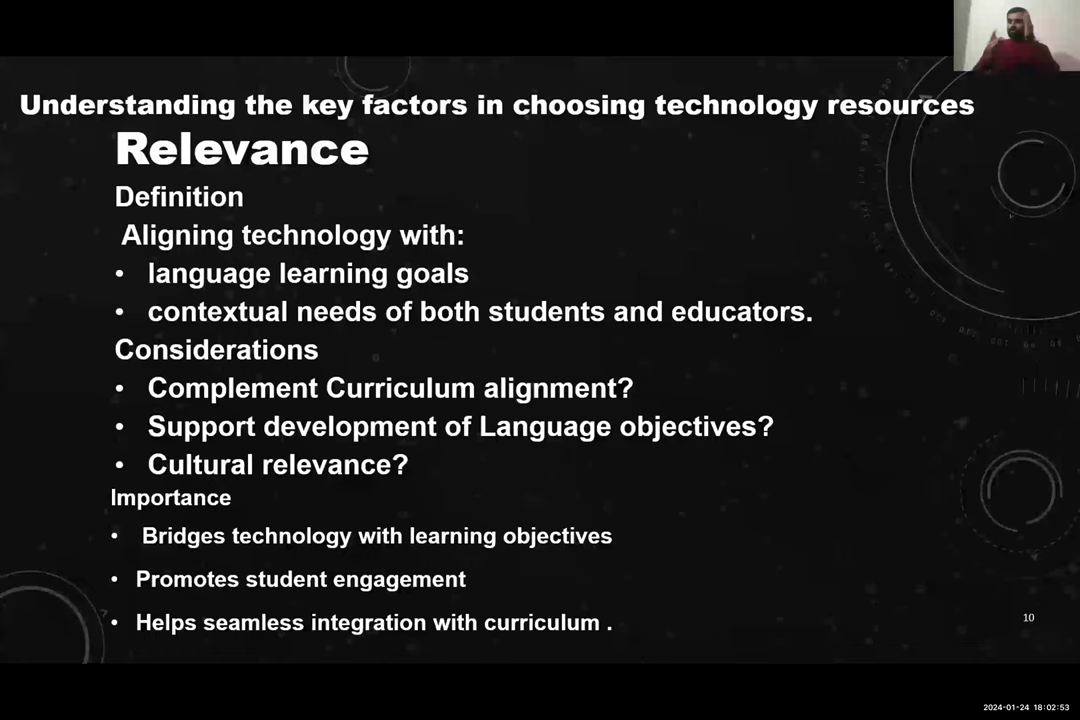 Understanding the key factors in choosing technology resources
Relevance
Definition
Aligning technology with:
• language learning goals
• contextual needs of both students and educators.
Considerations
• Complement Curriculum alignment?
• Support development of Language objectives?
• Cultural relevance?
Importance
• Bridges technology with learning objectives
• Promotes student engagement
• Helps seamless integration with curriculum .
10
2024-01-24 18:02:53